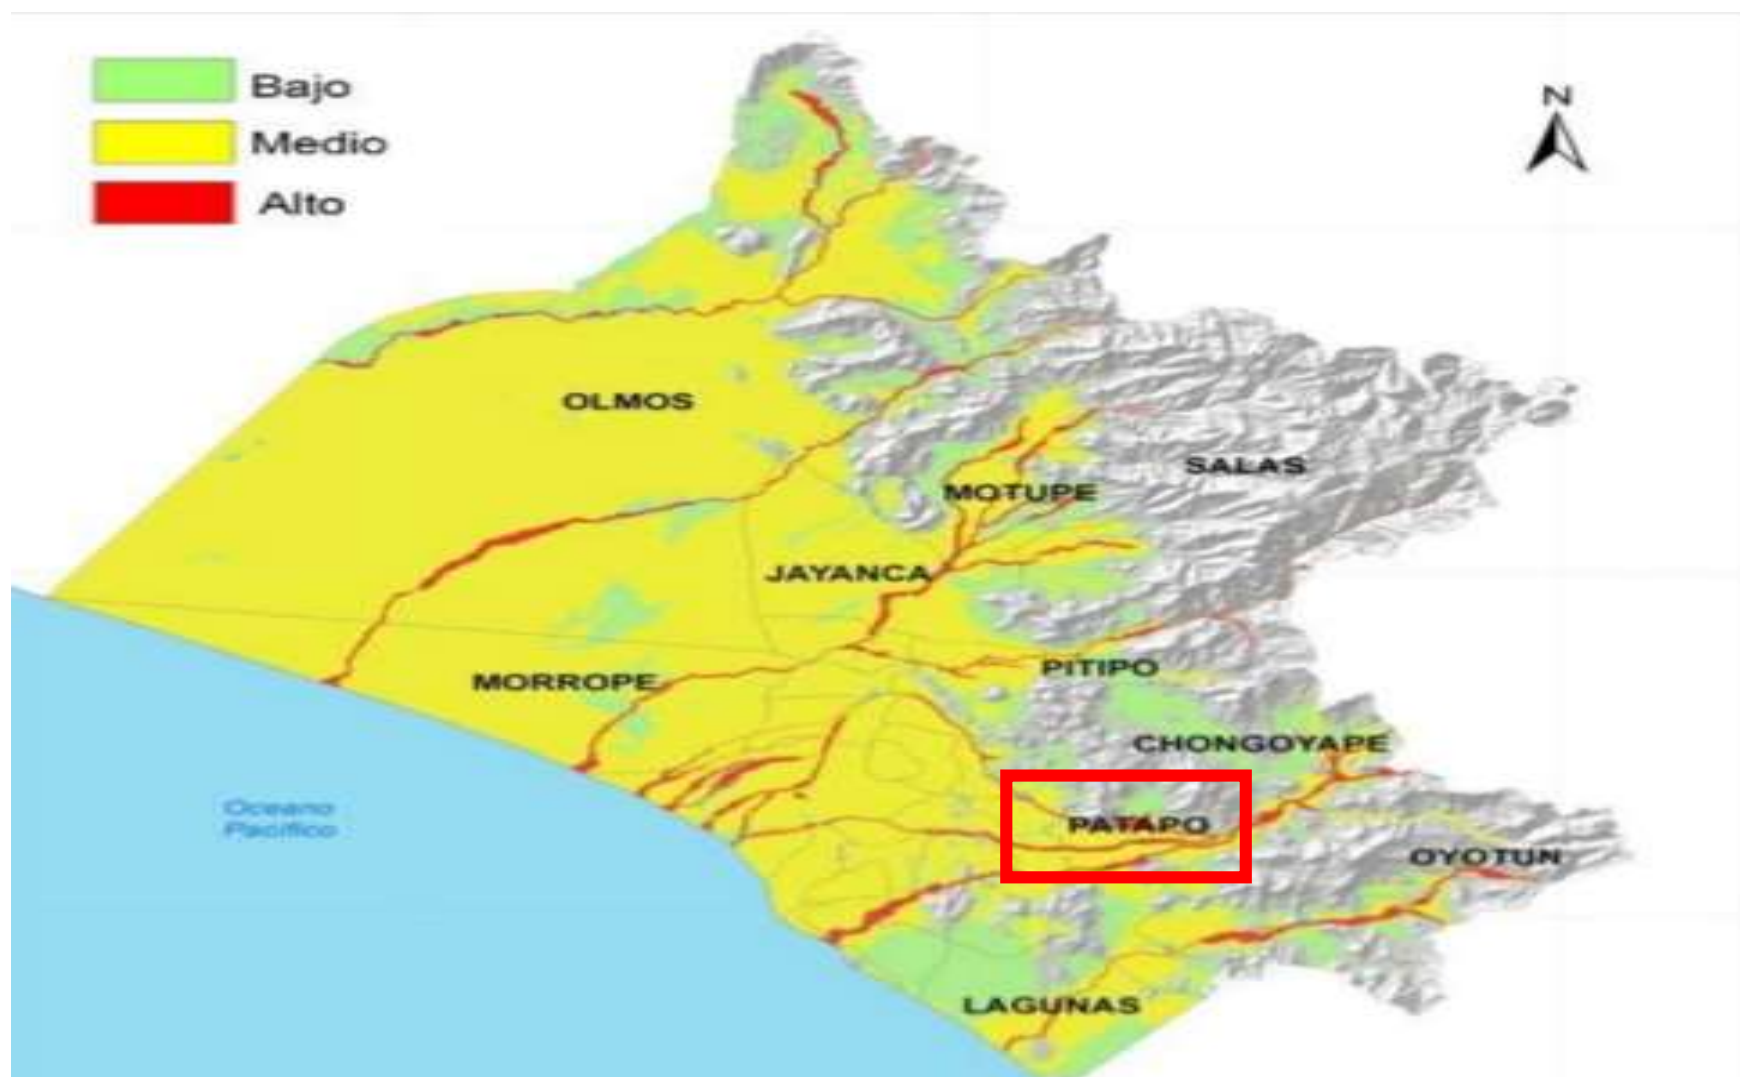 Bajo
Medio
Alto
N
OLMOS
SALAS
MOTUPE
JAYANCA
PITIPO
MORROPE
CHONGOYAPE
Oceano
Pacifico
PATAPO
OYOTUN
LAGUNAS